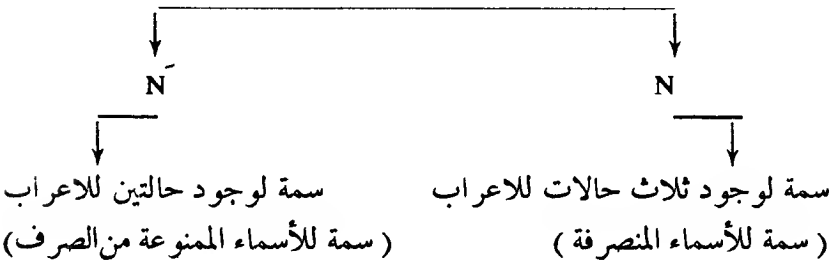 N N̄
سمة لوجود ثلاث حالات للاعراب سمة لوجود حالتين للاعراب
( سمة للأسماء المنصرفة ) ( سمة للأسماء الممنوعة من الصرف)